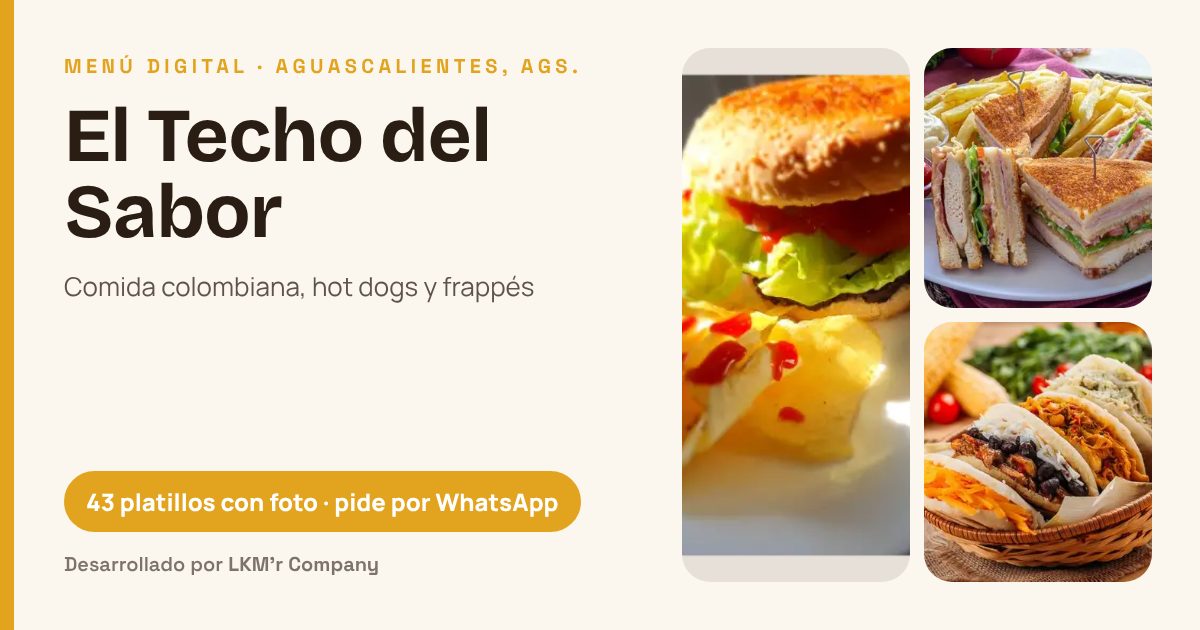 MENÚ DIGITAL · AGUASCALIENTES, AGS.
El Techo del
Sabor
Comida colombiana, hot dogs y frappés
43 platillos con foto · pide por WhatsApp
Desarrollado por LKM’r Company